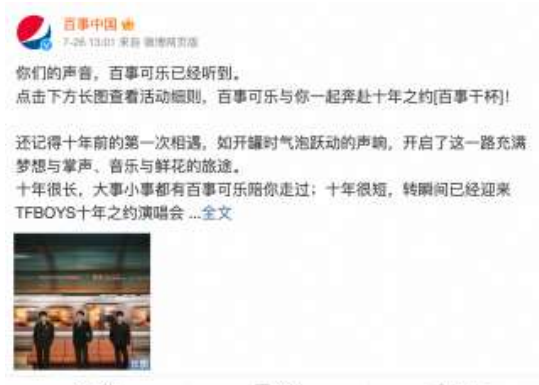 百事中国
7-26 13:01 来自 微博网页版
你们的声音，百事可乐已经听到。
点击下方长图查看活动细则，百事可乐与你一起奔赴十年之约[百事干杯]！
还记得十年前的第一次相遇，如开罐时气泡跃动的声响，开启了这一路充满
梦想与掌声、音乐与鲜花的旅途。
十年很长，大事小事都有百事可乐陪你走过；十年很短，转瞬间已经迎来
TFBOYS十年之约演唱会 ...全文
长图